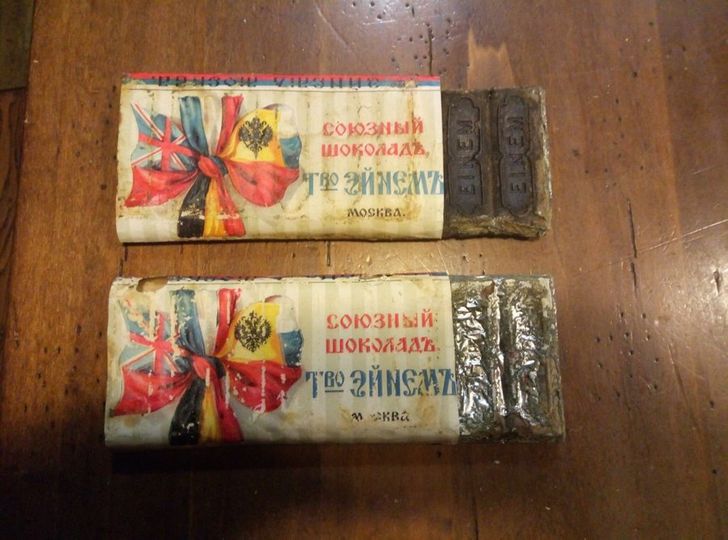 СОЮЗНЫЙ
ШОКОЛАДЪ
Т-ВО ЭЙНЕМЪ
МОСКВА.
EINEM
EINEM
СОЮЗНЫЙ
ШОКОЛАДЪ
Т-ВО ЭЙНЕМЪ
МОСКВА